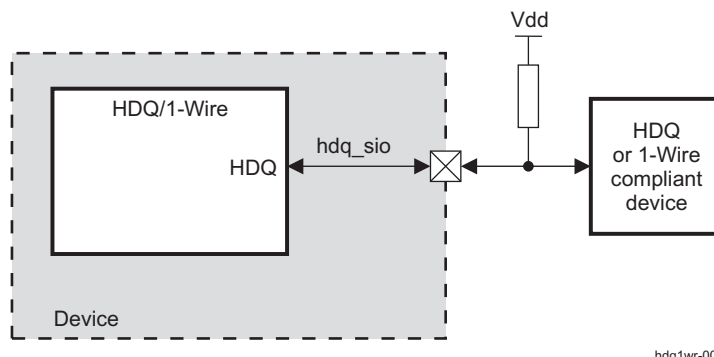 Vdd
HDQ/1-Wire
hdq_sio
HDQ
HDQ
or 1-Wire
compliant
device
Device